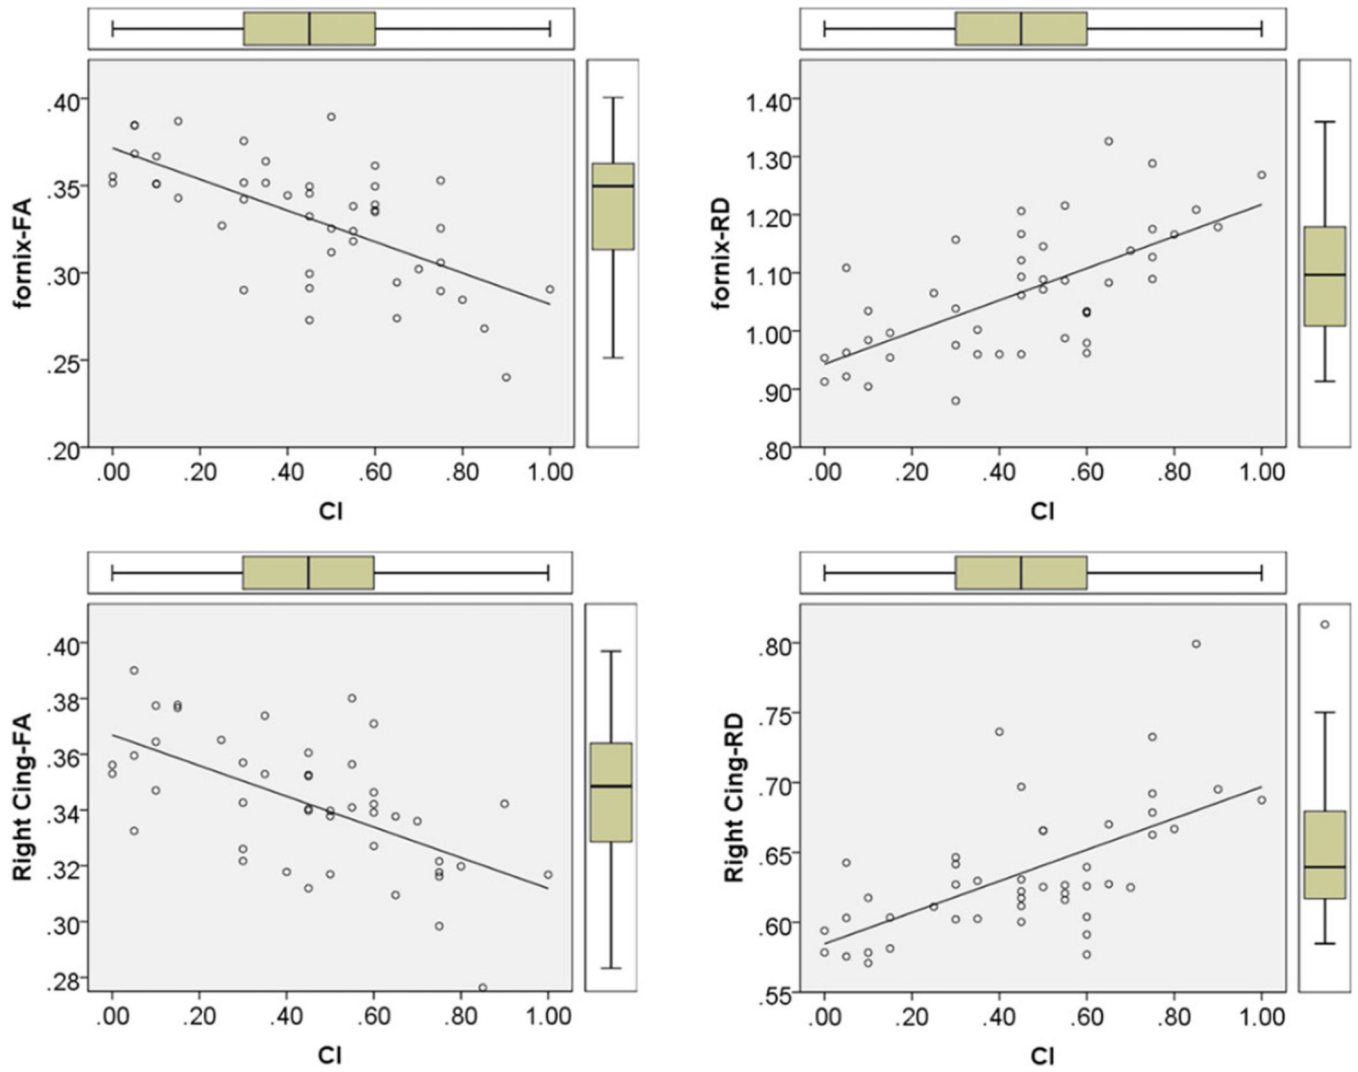 .40
.35
.30
.25
.20
fornix-FA
.00 .20 .40 .60 .80 1.00
CI
1.40
1.30
1.20
1.10
1.00
.90
.80
fornix-RD
.00 .20 .40 .60 .80 1.00
CI
.40
.38
.36
.34
.32
.30
.28
Right Cing-FA
.00 .20 .40 .60 .80 1.00
CI
.80
.75
.70
.65
.60
.55
Right Cing-RD
.00 .20 .40 .60 .80 1.00
CI